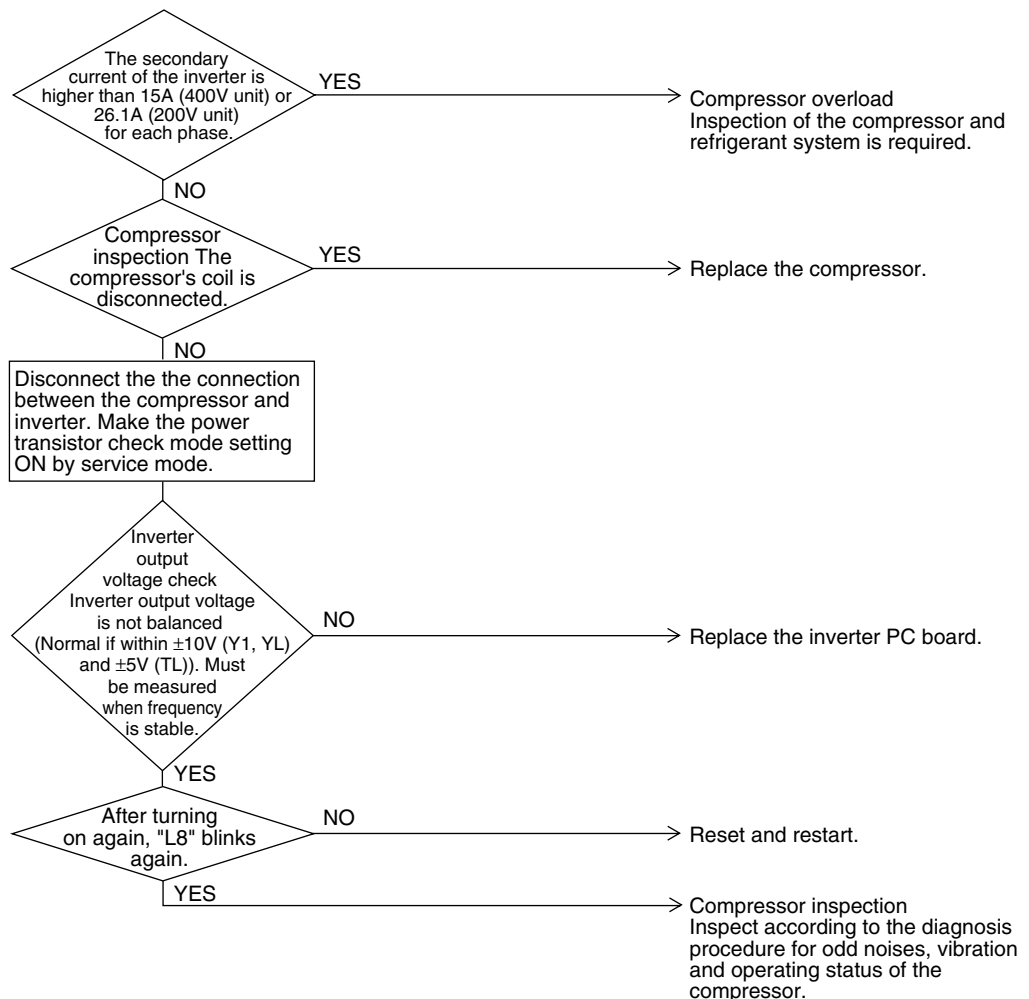 The secondary
current of the inverter is
higher than 15A (400V unit) or
26.1A (200V unit)
for each phase.
YES
Compressor overload
Inspection of the compressor and
refrigerant system is required.
NO
Compressor
inspection The
compressor's coil is
disconnected.
YES
Replace the compressor.
NO
Disconnect the the connection
between the compressor and
inverter. Make the power
transistor check mode setting
ON by service mode.
Inverter
output
voltage check
Inverter output voltage
is not balanced
(Normal if within ±10V (Y1, YL)
and ±5V (TL)). Must
be measured
when frequency
is stable.
NO
Replace the inverter PC board.
YES
After turning
on again, "L8" blinks
again.
NO
Reset and restart.
YES
Compressor inspection
Inspect according to the diagnosis
procedure for odd noises, vibration
and operating status of the
compressor.